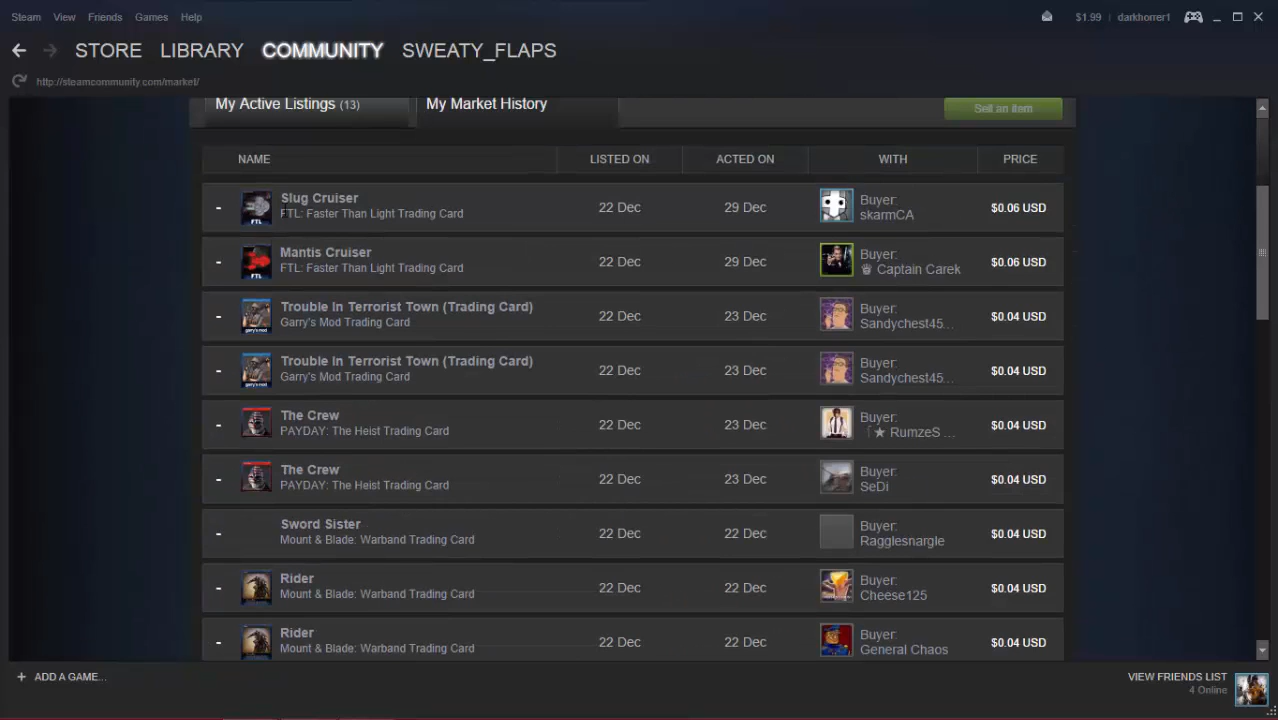 Steam View Friends Games Help $1.99 darkhorrer1
STORE LIBRARY COMMUNITY SWEATY_FLAPS
http://steamcommunity.com/market/
My Active Listings (13) My Market History Sell an item
NAME LISTED ON ACTED ON WITH PRICE
Slug Cruiser
FTL: Faster Than Light Trading Card
FTL
- 22 Dec 29 Dec
Buyer:
skarmCA
$0.06 USD
Mantis Cruiser
FTL: Faster Than Light Trading Card
FTL
- 22 Dec 29 Dec
Buyer:
♛ Captain Carek
$0.06 USD
Trouble In Terrorist Town (Trading Card)
Garry's Mod Trading Card
garry's mod
- 22 Dec 23 Dec
Buyer:
Sandychest45...
$0.04 USD
Trouble In Terrorist Town (Trading Card)
Garry's Mod Trading Card
garry's mod
- 22 Dec 23 Dec
Buyer:
Sandychest45...
$0.04 USD
The Crew
PAYDAY: The Heist Trading Card
- 22 Dec 23 Dec
Buyer:
★ RumzeS ...
$0.04 USD
The Crew
PAYDAY: The Heist Trading Card
- 22 Dec 23 Dec
Buyer:
SeDi
$0.04 USD
Sword Sister
Mount & Blade: Warband Trading Card
- 22 Dec 22 Dec
Buyer:
Ragglesnargle
$0.04 USD
Rider
Mount & Blade: Warband Trading Card
- 22 Dec 22 Dec
Buyer:
Cheese125
$0.04 USD
Rider
Mount & Blade: Warband Trading Card
- 22 Dec 22 Dec
Buyer:
General Chaos
$0.04 USD
+ ADD A GAME...
VIEW FRIENDS LIST
4 Online